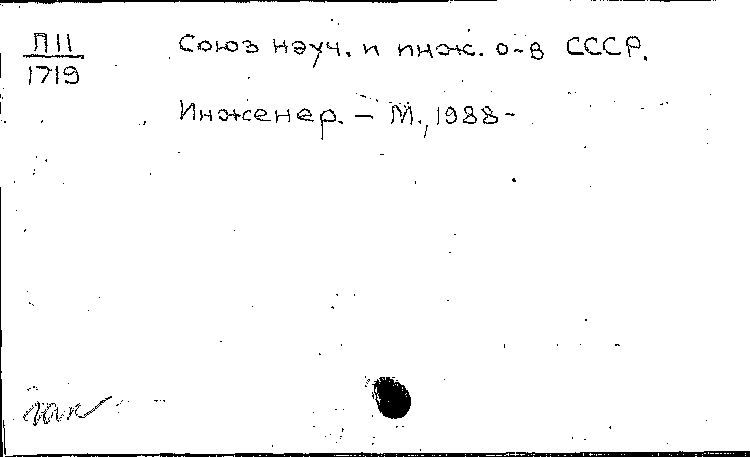 П11
1719
Союз науч. и инж. о-в СССР.
Инженер. - М., 1988-